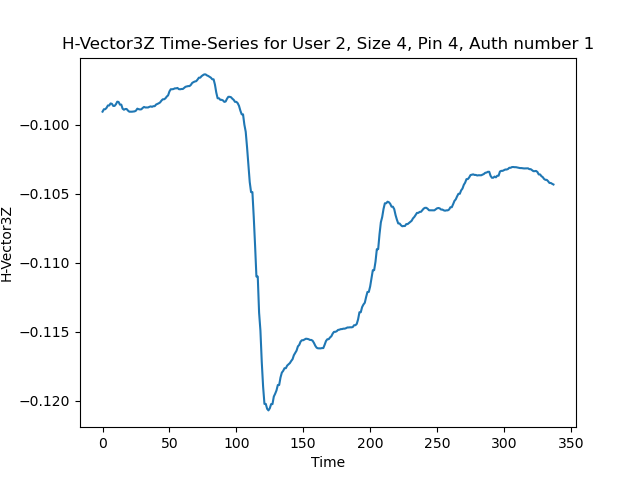 H-Vector3Z Time-Series for User 2, Size 4, Pin 4, Auth number 1
H-Vector3Z
−0.100
−0.105
−0.110
−0.115
−0.120
0 50 100 150 200 250 300 350
Time